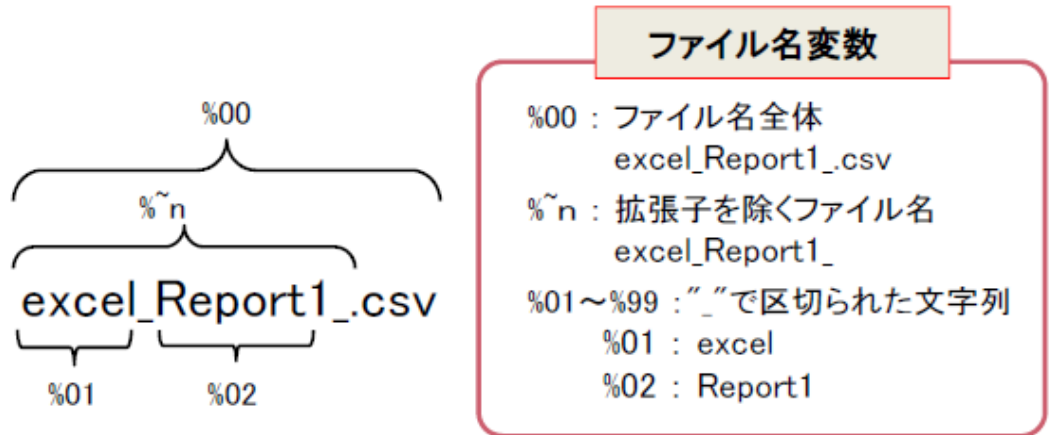 %00
%~n
excel_Report1_.csv
%01
%02
ファイル名変数
%00 : ファイル名全体
excel_Report1_.csv
%~n : 拡張子を除くファイル名
excel_Report1_
%01～%99 : "_"で区切られた文字列
%01 : excel
%02 : Report1